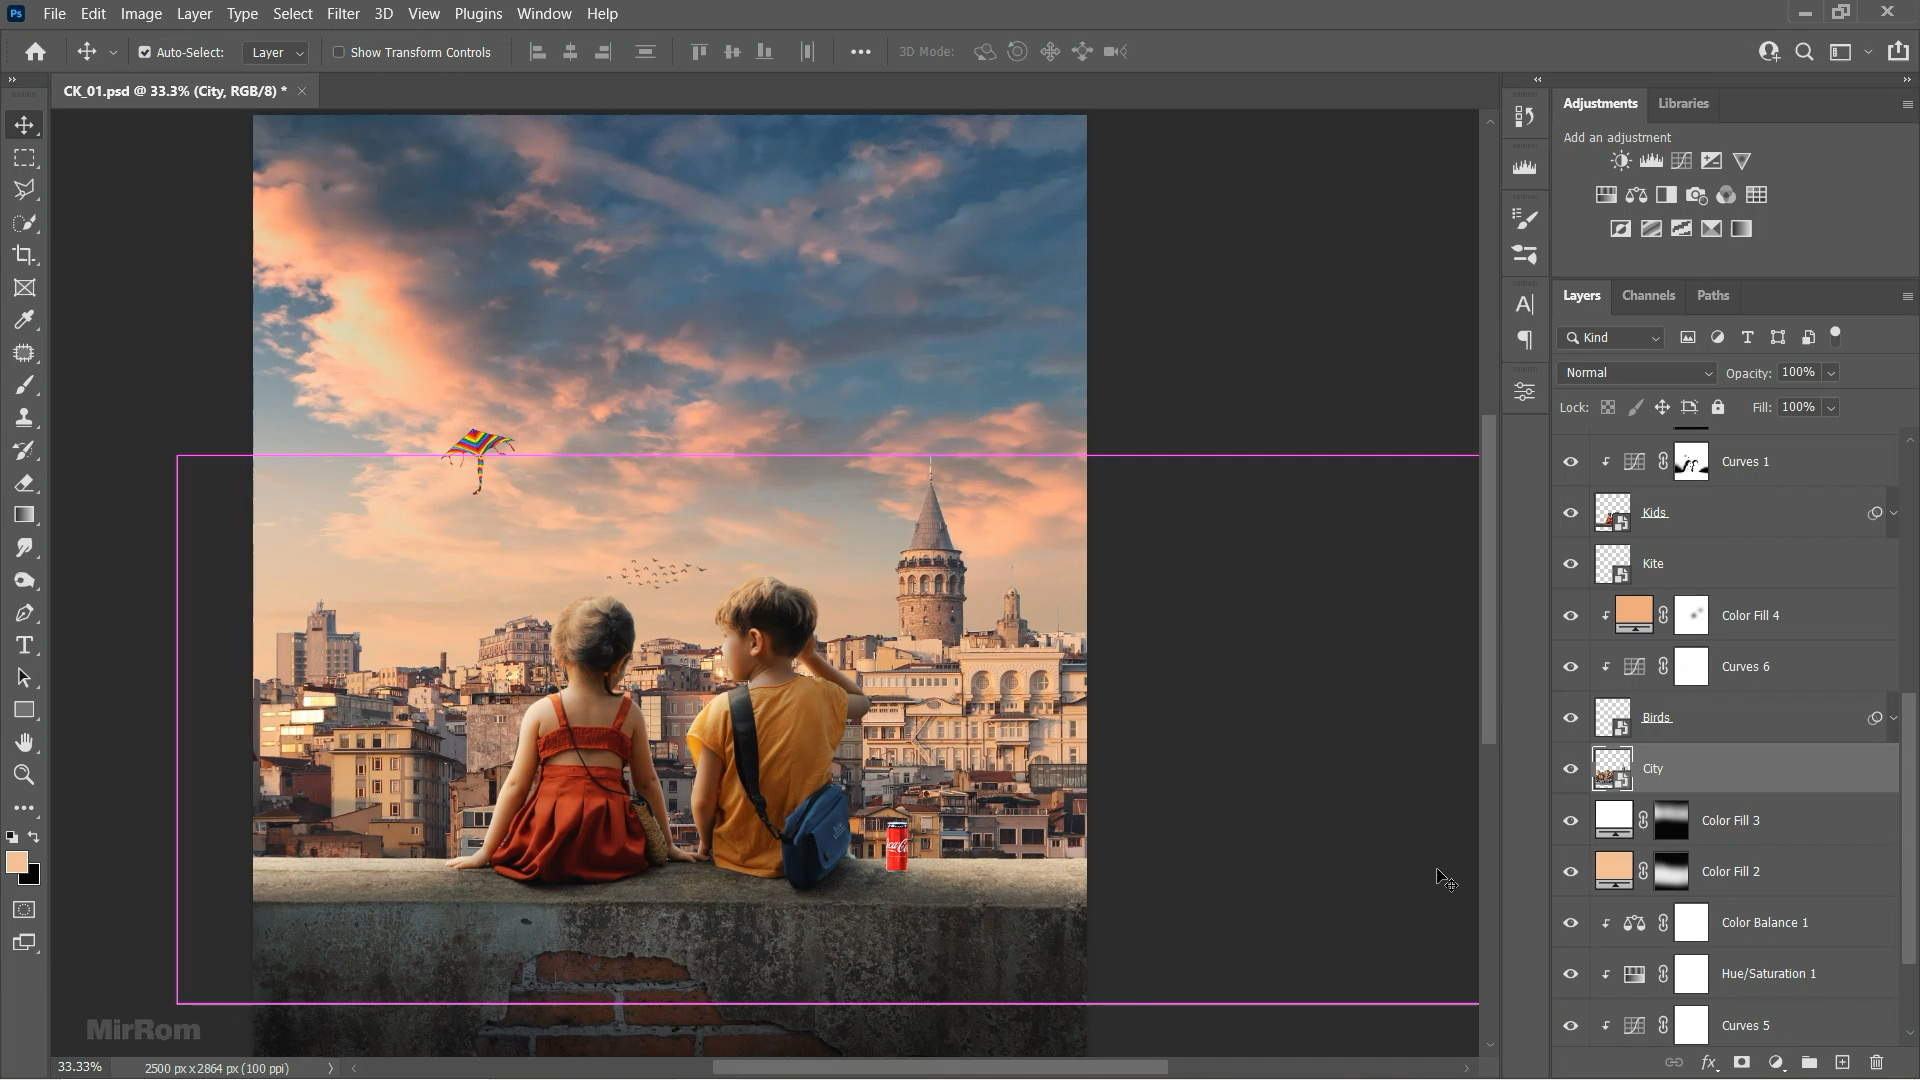 Ps File Edit Image Layer Type Select Filter 3D View Plugins Window Help
Auto-Select: Layer Show Transform Controls 3D Mode:
CK_01.psd @ 33.3% (City, RGB/8) *
Adjustments Libraries
Add an adjustment
Layers Channels Paths
Kind
Normal Opacity: 100%
Lock: Fill: 100%
Curves 1
Kids
Kite
Color Fill 4
Curves 6
Birds
City
Color Fill 3
Color Fill 2
Color Balance 1
Hue/Saturation 1
Curves 5
MirRom
33.33% 2500 px x 2864 px (100 ppi)